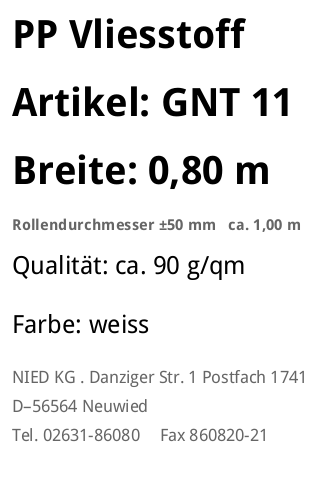 PP Vliesstoff
Artikel: GNT 11
Breite: 0,80 m
Rollendurchmesser ±50 mm ca. 1,00 m
Qualität: ca. 90 g/qm
Farbe: weiss
NIED KG . Danziger Str. 1 Postfach 1741
D–56564 Neuwied
Tel. 02631-86080 Fax 860820-21